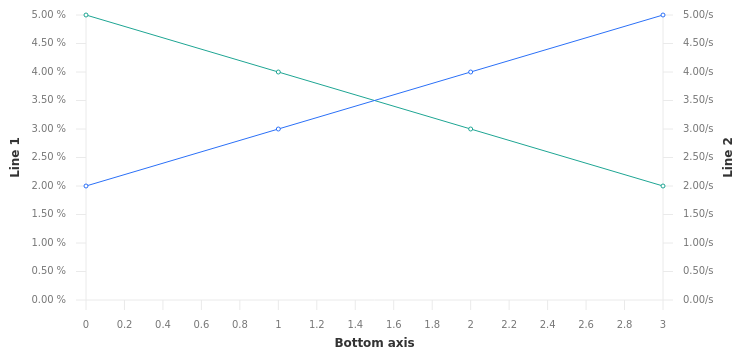 5.00 % 5.00/s
4.50 % 4.50/s
4.00 % 4.00/s
3.50 % 3.50/s
3.00 % 3.00/s
Line 1 Line 2
2.50 % 2.50/s
2.00 % 2.00/s
1.50 % 1.50/s
1.00 % 1.00/s
0.50 % 0.50/s
0.00 % 0.00/s
0 0.2 0.4 0.6 0.8 1 1.2 1.4 1.6 1.8 2 2.2 2.4 2.6 2.8 3
Bottom axis